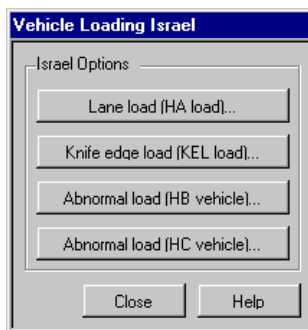 Vehicle Loading Israel
Israel Options
Lane load (HA load)...
Knife edge load (KEL load)...
Abnormal load (HB vehicle)...
Abnormal load (HC vehicle)...
Close Help